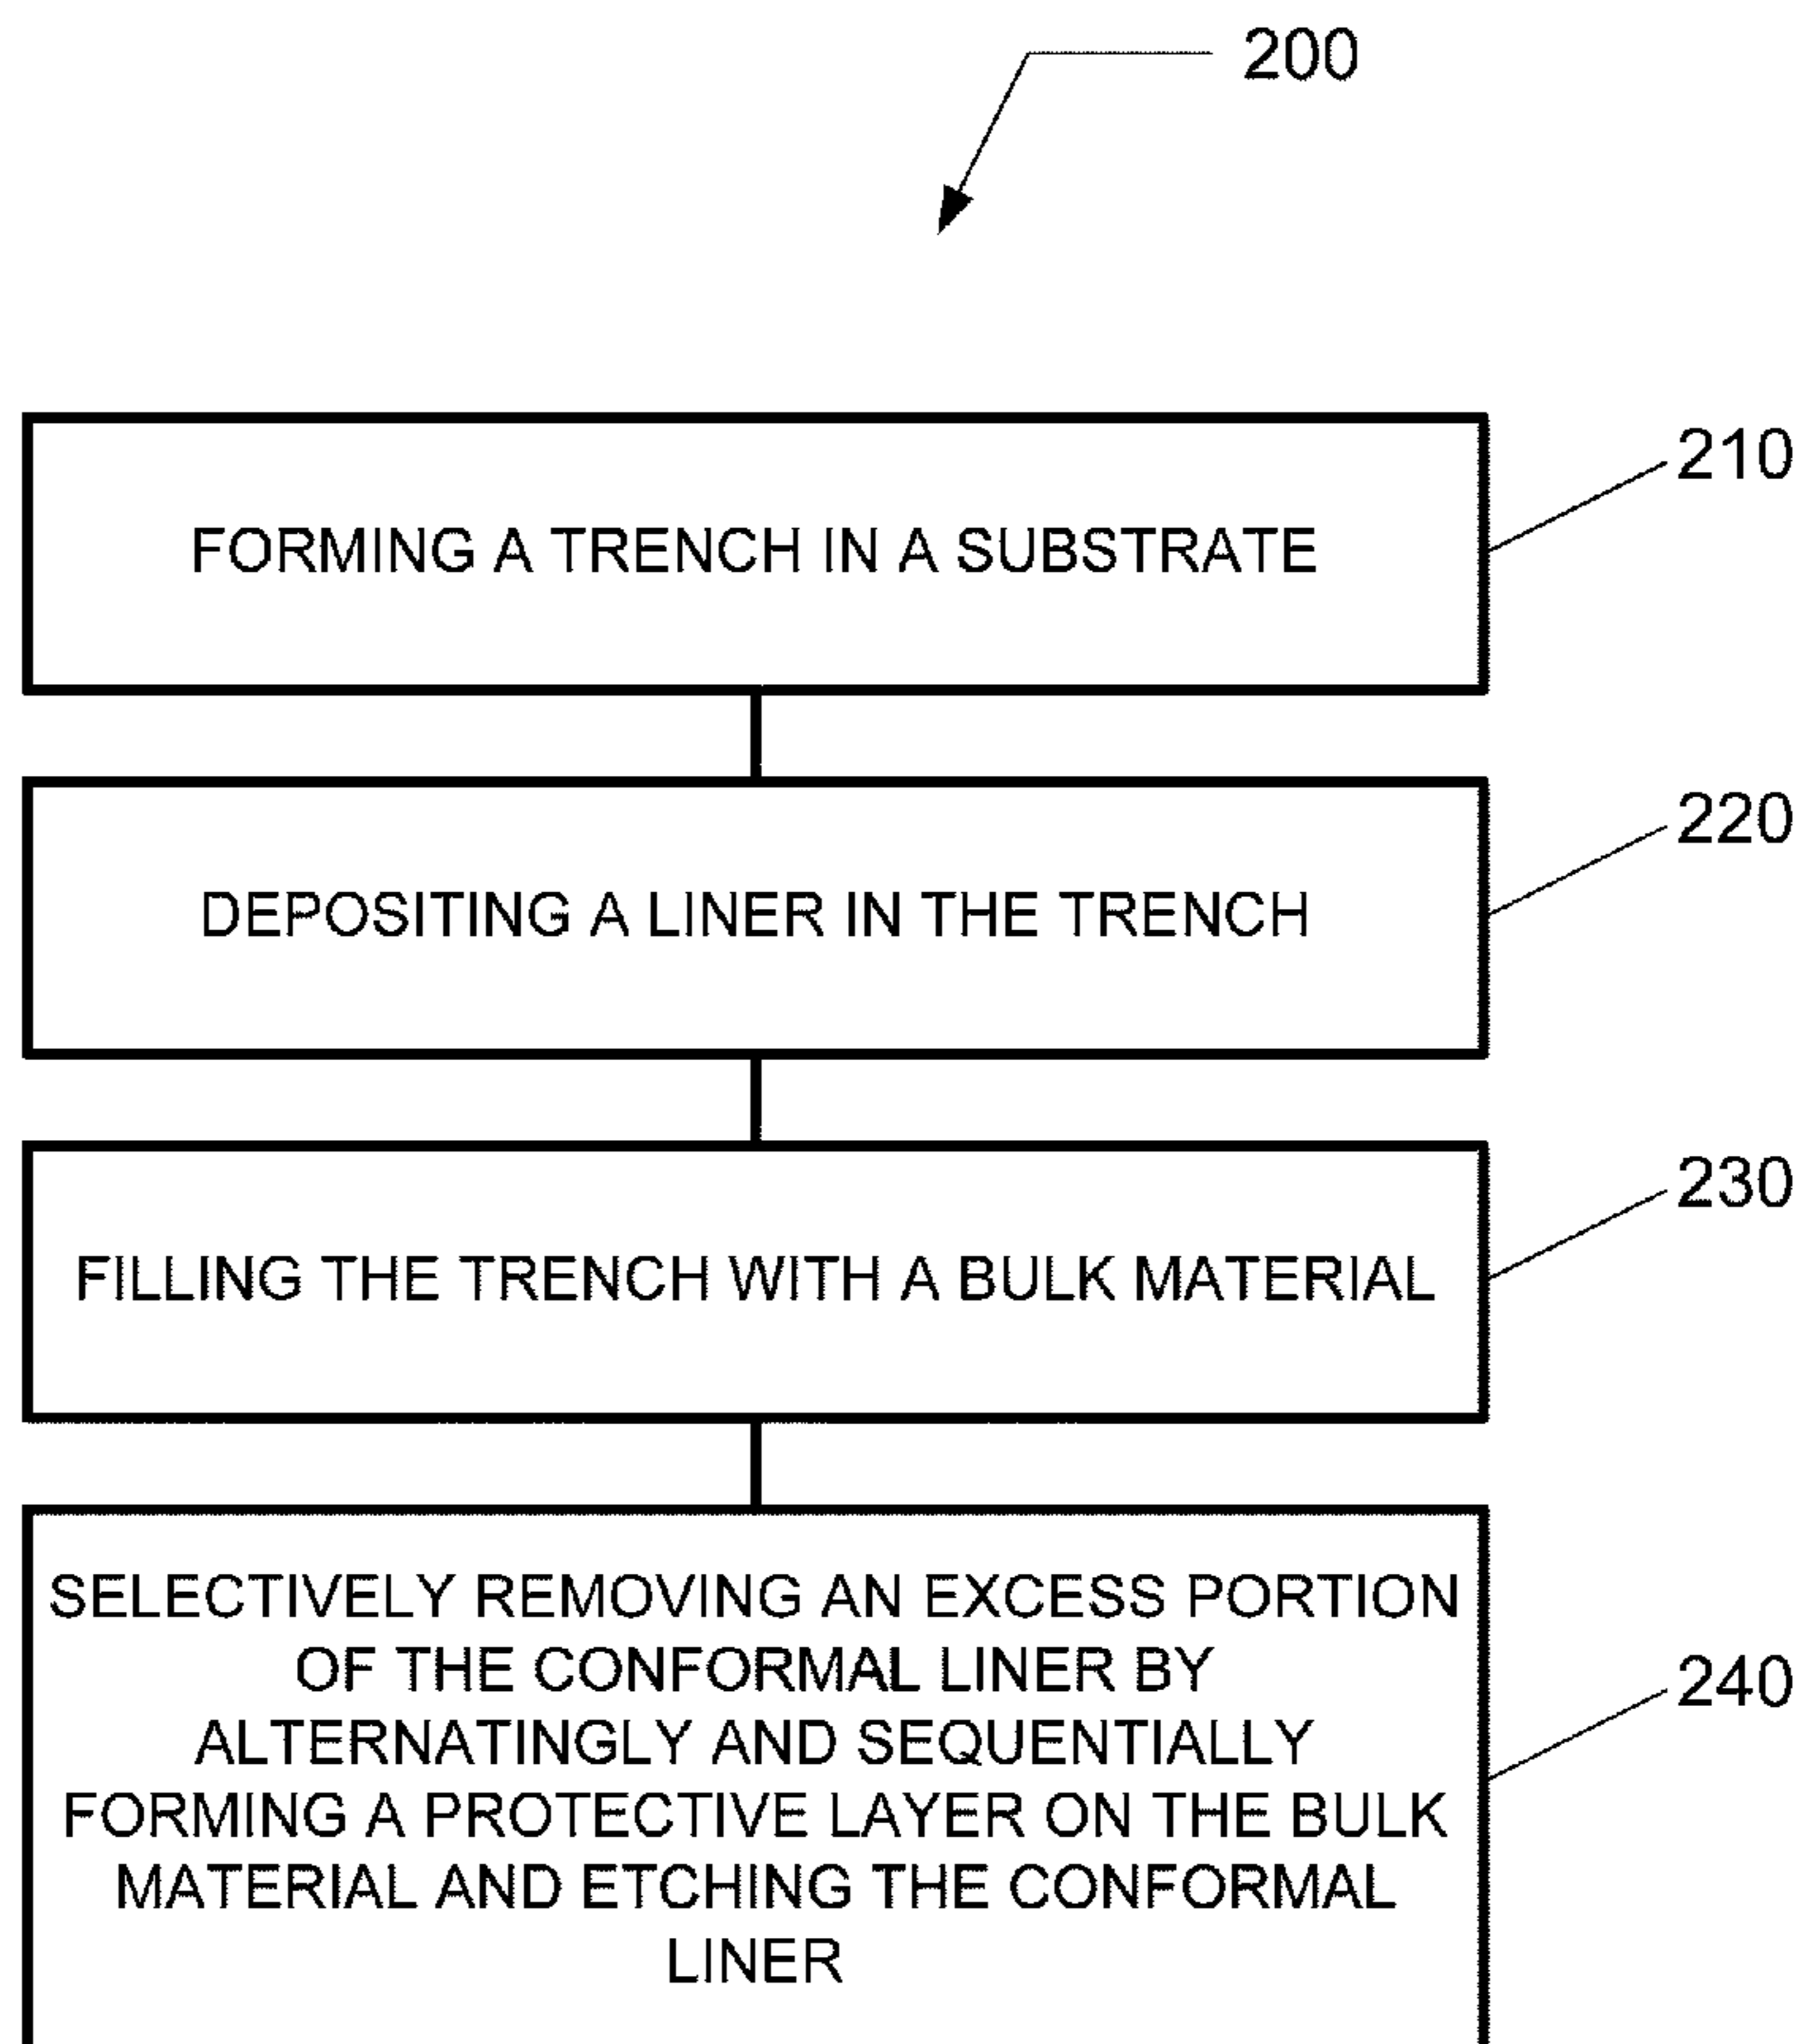 200
FORMING A TRENCH IN A SUBSTRATE
210
DEPOSITING A LINER IN THE TRENCH
220
FILLING THE TRENCH WITH A BULK MATERIAL
230
SELECTIVELY REMOVING AN EXCESS PORTION
OF THE CONFORMAL LINER BY
ALTERNATINGLY AND SEQUENTIALLY
FORMING A PROTECTIVE LAYER ON THE BULK
MATERIAL AND ETCHING THE CONFORMAL
LINER
240